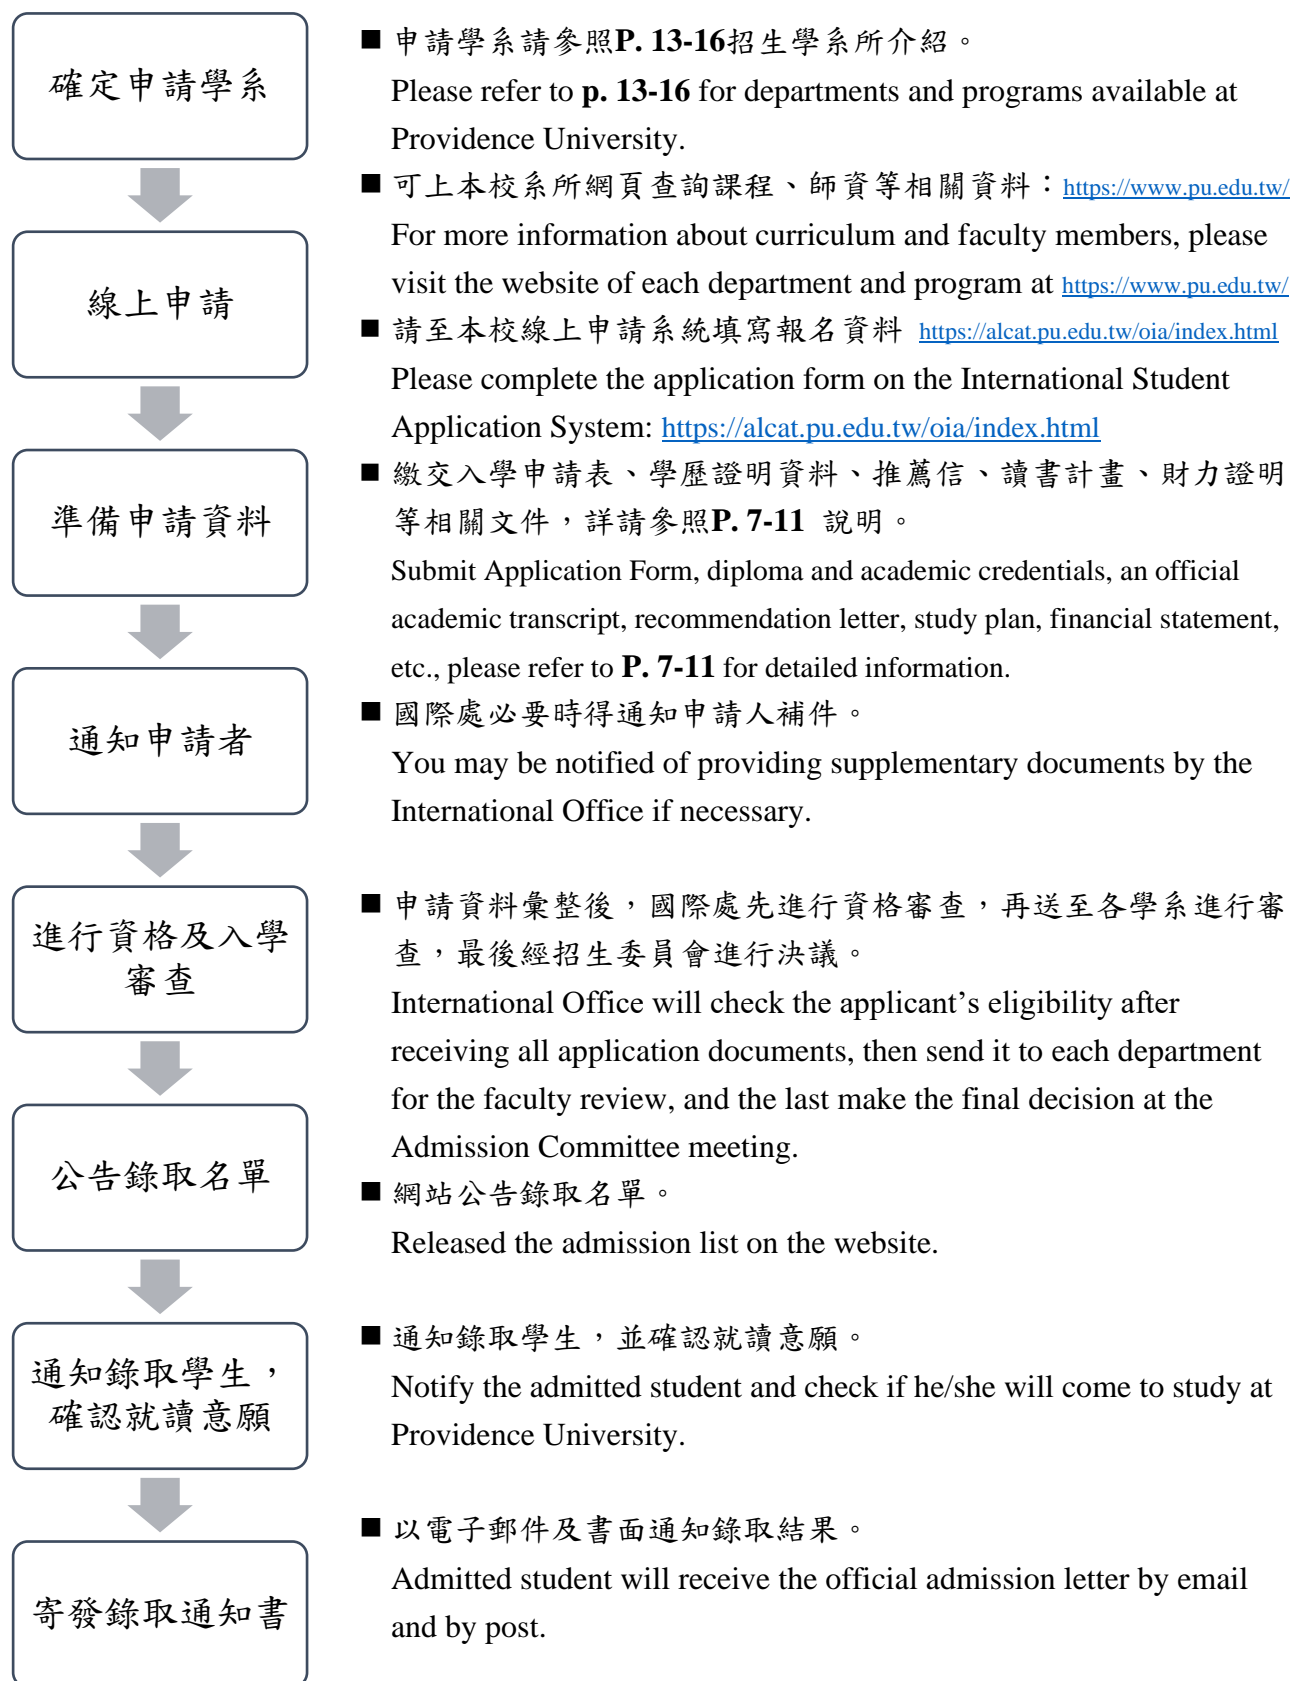 確定申請學系
線上申請
準備申請資料
通知申請者
進行資格及入學
審查
公告錄取名單
通知錄取學生，
確認就讀意願
寄發錄取通知書
■ 申請學系請參照P. 13-16招生學系所介紹。
Please refer to p. 13-16 for departments and programs available at
Providence University.
■ 可上本校系所網頁查詢課程、師資等相關資料：https://www.pu.edu.tw/
For more information about curriculum and faculty members, please
visit the website of each department and program at https://www.pu.edu.tw/
■ 請至本校線上申請系統填寫報名資料 https://alcat.pu.edu.tw/oia/index.html
Please complete the application form on the International Student
Application System: https://alcat.pu.edu.tw/oia/index.html
■ 繳交入學申請表、學歷證明資料、推薦信、讀書計畫、財力證明
等相關文件，詳請參照P. 7-11 說明。
Submit Application Form, diploma and academic credentials, an official
academic transcript, recommendation letter, study plan, financial statement,
etc., please refer to P. 7-11 for detailed information.
■ 國際處必要時得通知申請人補件。
You may be notified of providing supplementary documents by the
International Office if necessary.
■ 申請資料彙整後，國際處先進行資格審查，再送至各學系進行審
查，最後經招生委員會進行決議。
International Office will check the applicant’s eligibility after
receiving all application documents, then send it to each department
for the faculty review, and the last make the final decision at the
Admission Committee meeting.
■ 網站公告錄取名單。
Released the admission list on the website.
■ 通知錄取學生，並確認就讀意願。
Notify the admitted student and check if he/she will come to study at
Providence University.
■ 以電子郵件及書面通知錄取結果。
Admitted student will receive the official admission letter by email
and by post.